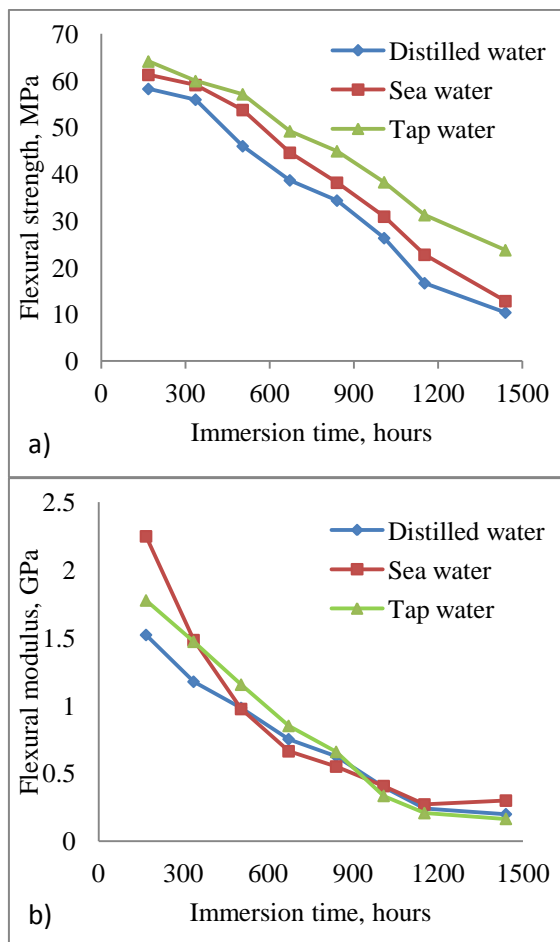 70
60
50
40
30
20
10
0
Flexural strength, MPa
Distilled water
Sea water
Tap water
0 300 600 900 1200 1500
Immersion time, hours
a)
2.5
2
1.5
1
0.5
0
Flexural modulus, GPa
Distilled water
Sea water
Tap water
0 300 600 900 1200 1500
Immersion time, hours
b)